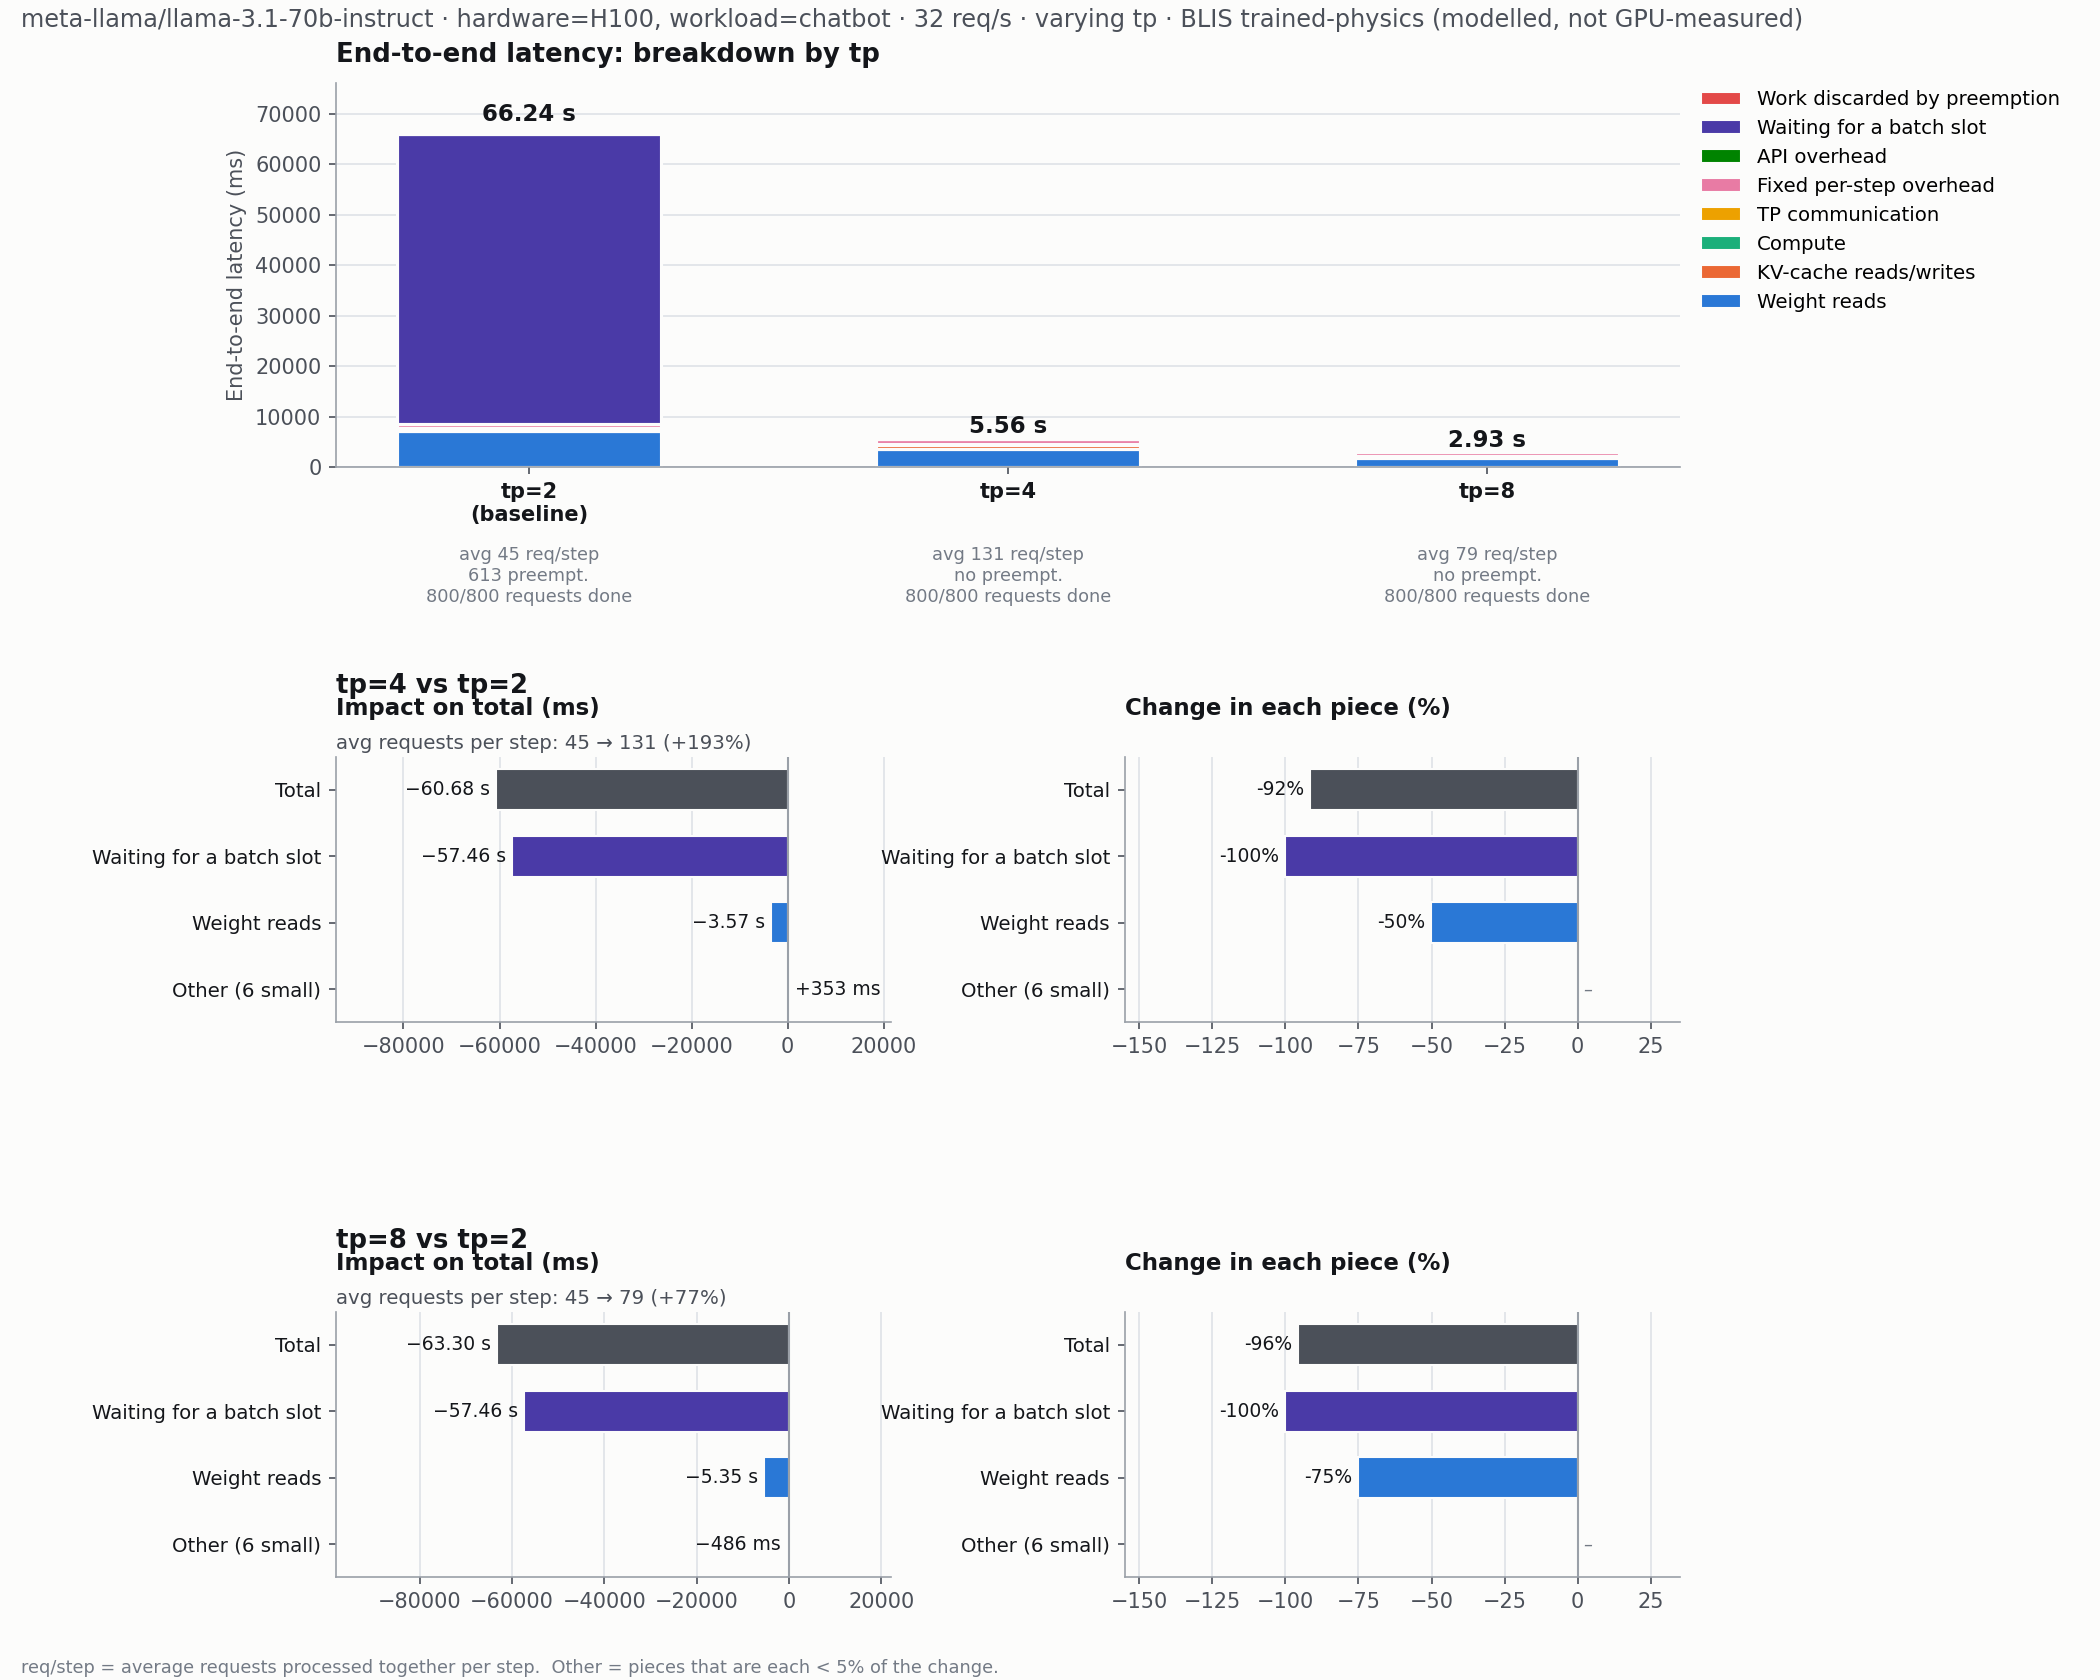 meta-llama/llama-3.1-70b-instruct · hardware=H100, workload=chatbot · 32 req/s · varying tp · BLIS trained-physics (modelled, not GPU-measured)
End-to-end latency: breakdown by tp
End-to-end latency (ms)
70000
60000
50000
40000
30000
20000
10000
0
66.24 s
5.56 s
2.93 s
Work discarded by preemption
Waiting for a batch slot
API overhead
Fixed per-step overhead
TP communication
Compute
KV-cache reads/writes
Weight reads
tp=2
(baseline)
tp=4
tp=8
avg 45 req/step
613 preempt.
800/800 requests done
avg 131 req/step
no preempt.
800/800 requests done
avg 79 req/step
no preempt.
800/800 requests done
tp=4 vs tp=2
Impact on total (ms)
avg requests per step: 45 → 131 (+193%)
Total
−60.68 s
Waiting for a batch slot
−57.46 s
Weight reads
−3.57 s
Other (6 small)
+353 ms
−80000 −60000 −40000 −20000 0 20000
Change in each piece (%)
Total
-92%
Waiting for a batch slot
-100%
Weight reads
-50%
Other (6 small)
–
−150 −125 −100 −75 −50 −25 0 25
tp=8 vs tp=2
Impact on total (ms)
avg requests per step: 45 → 79 (+77%)
Total
−63.30 s
Waiting for a batch slot
−57.46 s
Weight reads
−5.35 s
Other (6 small)
−486 ms
−80000 −60000 −40000 −20000 0 20000
Change in each piece (%)
Total
-96%
Waiting for a batch slot
-100%
Weight reads
-75%
Other (6 small)
–
−150 −125 −100 −75 −50 −25 0 25
req/step = average requests processed together per step.  Other = pieces that are each < 5% of the change.